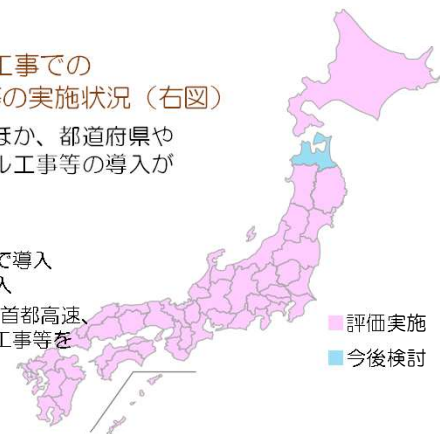 工事での
の実施状況（右図）
ほか、都道府県や
ル工事等の導入が
で導入
入
首都高速、
工事等を
評価実施
今後検討